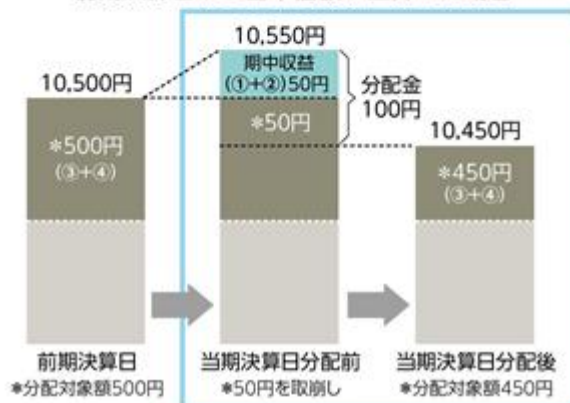 10,550円
期中収益
(①+②)50円
10,500円
分配金
100円
*50円
*500円
(③+④)
10,450円
*450円
(③+④)
前期決算日
*分配対象額500円
当期決算日分配前
*50円を取崩し
当期決算日分配後
*分配対象額450円